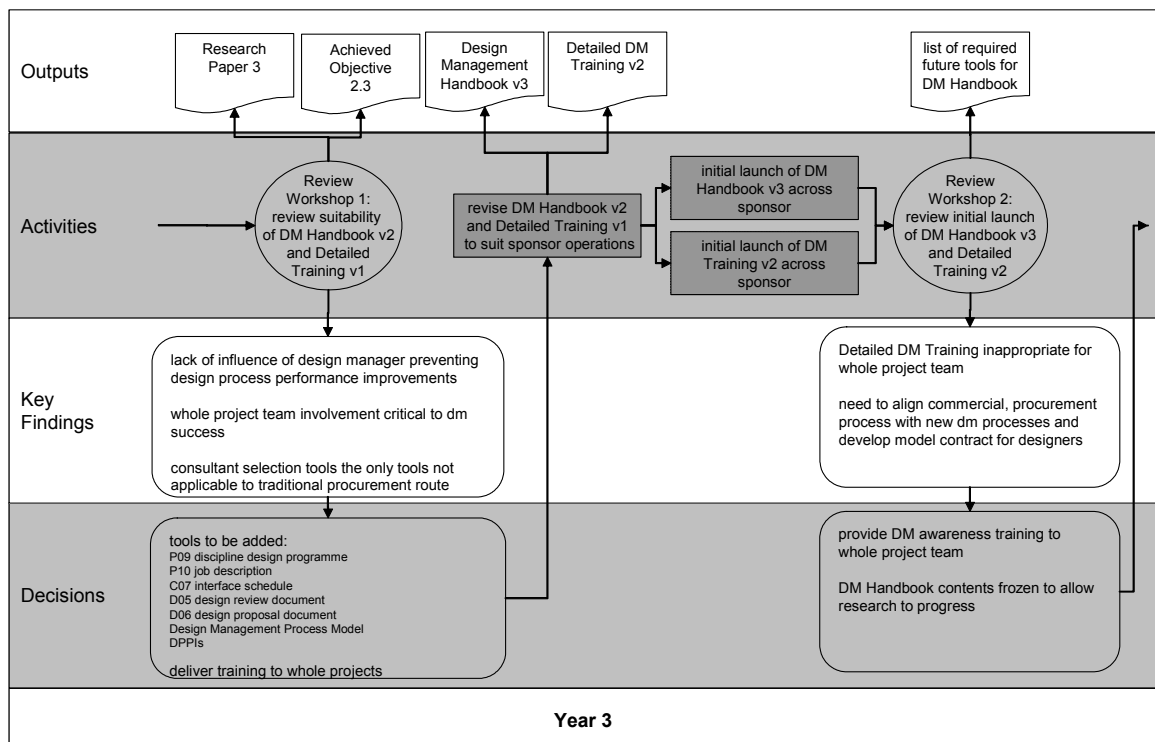 Outputs
Research
Paper 3
Achieved
Objective
2.3
Design
Management
Handbook v3
Detailed DM
Training v2
list of required
future tools for
DM Handbook
Activities
Review
Workshop 1:
review suitability
of DM Handbook v2
and Detailed
Training v1
revise DM Handbook v2
and Detailed Training v1
to suit sponsor operations
initial launch of DM
Handbook v3 across
sponsor
initial launch of DM
Training v2 across
sponsor
Review
Workshop 2:
review initial launch
of DM Handbook v3
and Detailed
Training v2
Key
Findings
lack of influence of design manager preventing
design process performance improvements
whole project team involvement critical to dm
success
consultant selection tools the only tools not
applicable to traditional procurement route
Detailed DM Training inappropriate for
whole project team
need to align commercial, procurement
process with new dm processes and
develop model contract for designers
Decisions
tools to be added:
P09 discipline design programme
P10 job description
C07 interface schedule
D05 design review document
D06 design proposal document
Design Management Process Model
DPPIs
deliver training to whole projects
provide DM awareness training to
whole project team
DM Handbook contents frozen to allow
research to progress
Year 3